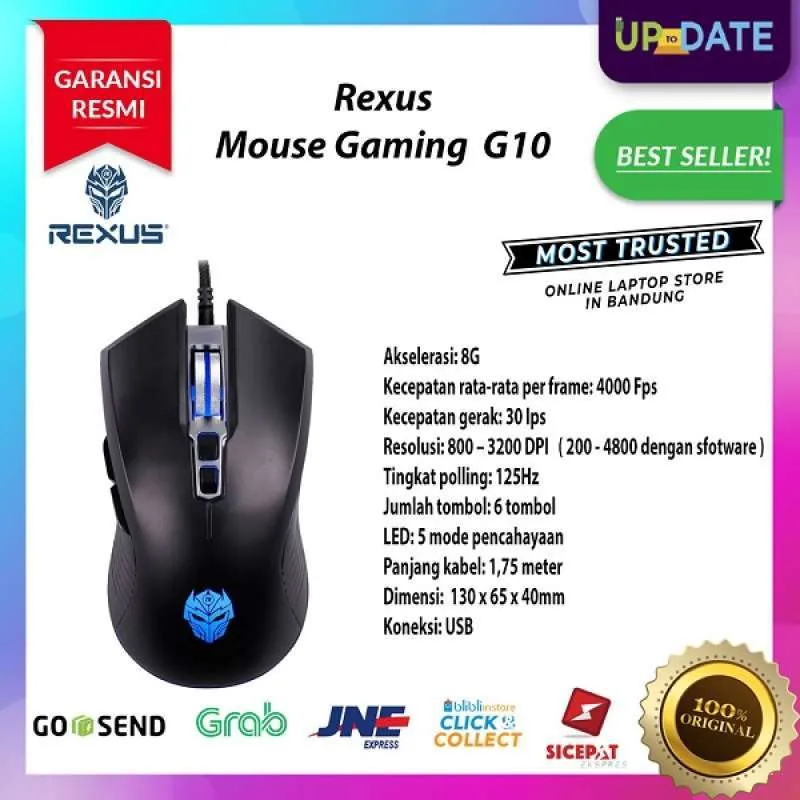 GARANSI
RESMI
REXUS®
Rexus
Mouse Gaming G10
UP TO DATE
BEST SELLER!
MOST TRUSTED
ONLINE LAPTOP STORE
IN BANDUNG
Akselerasi: 8G
Kecepatan rata-rata per frame: 4000 Fps
Kecepatan gerak: 30 Ips
Resolusi: 800 – 3200 DPI ( 200 - 4800 dengan sfotware )
Tingkat polling: 125Hz
Jumlah tombol: 6 tombol
LED: 5 mode pencahayaan
Panjang kabel: 1,75 meter
Dimensi: 130 x 65 x 40mm
Koneksi: USB
GO SEND
Grab
JNE
EXPRESS
blibli instore
CLICK &
COLLECT
SICEPAT
EKSPRES
100%
ORIGINAL